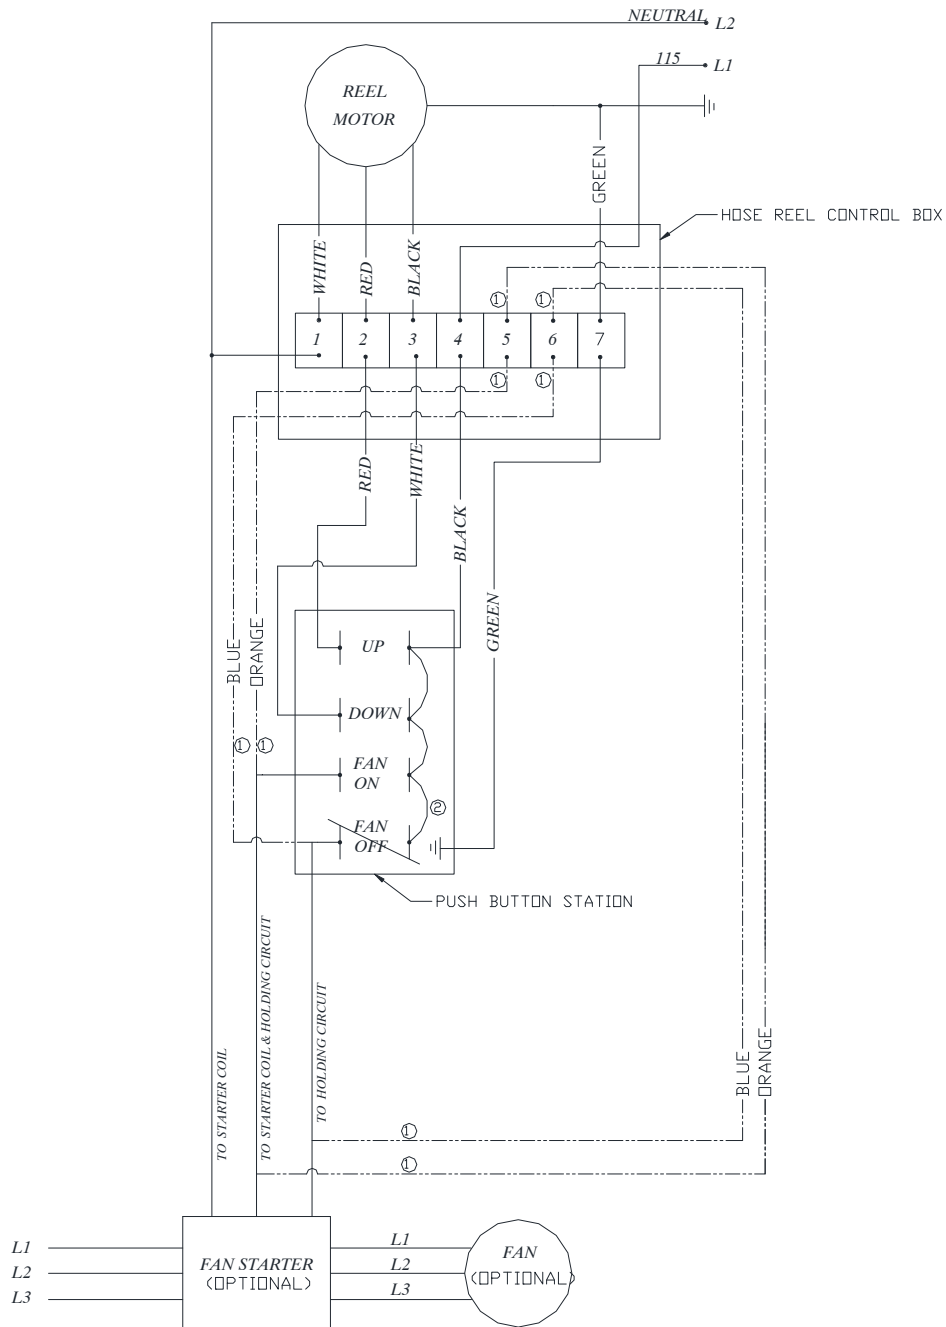 NEUTRAL L2
115 L1
REEL
MOTOR
GREEN
HOSE REEL CONTROL BOX
WHITE
RED
BLACK
1 1
1 2 3 4 5 6 7
1 1
RED
WHITE
BLACK
GREEN
BLUE
ORANGE
UP
DOWN
1 1
FAN
ON
2
FAN
OFF
PUSH BUTTON STATION
TO STARTER COIL
TO STARTER COIL & HOLDING CIRCUIT
TO HOLDING CIRCUIT
BLUE
ORANGE
1
1
L1
L2
L3
FAN STARTER
(OPTIONAL)
L1
L2
L3
FAN
(OPTIONAL)